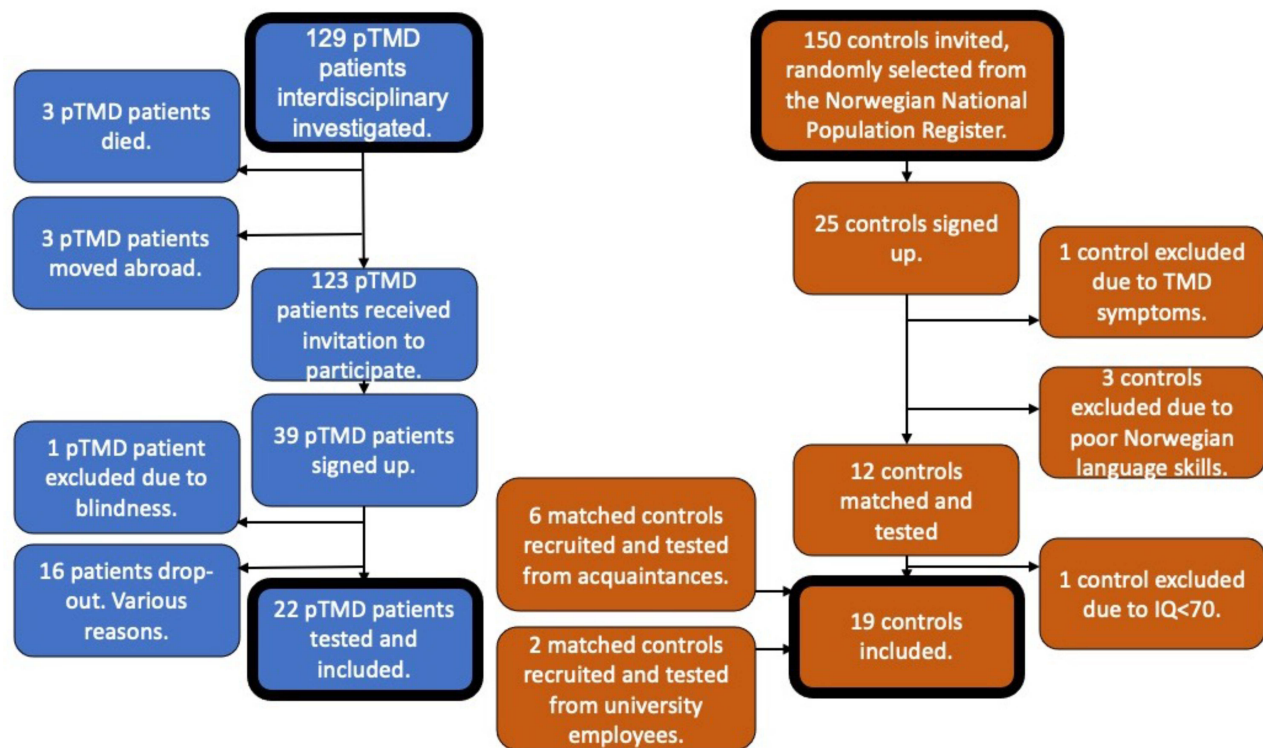 129 pTMD
patients
interdisciplinary
investigated.
3 pTMD patients
died.
3 pTMD patients
moved abroad.
123 pTMD
patients received
invitation to
participate.
39 pTMD patients
signed up.
1 pTMD patient
excluded due to
blindness.
16 patients drop-
out. Various
reasons.
22 pTMD patients
tested and
included.
150 controls invited,
randomly selected from
the Norwegian National
Population Register.
25 controls signed
up.
1 control excluded
due to TMD
symptoms.
3 controls
excluded due to
poor Norwegian
language skills.
12 controls
matched and
tested
6 matched controls
recruited and tested
from acquaintances.
1 control excluded
due to IQ<70.
2 matched controls
recruited and tested
from university
employees.
19 controls
included.